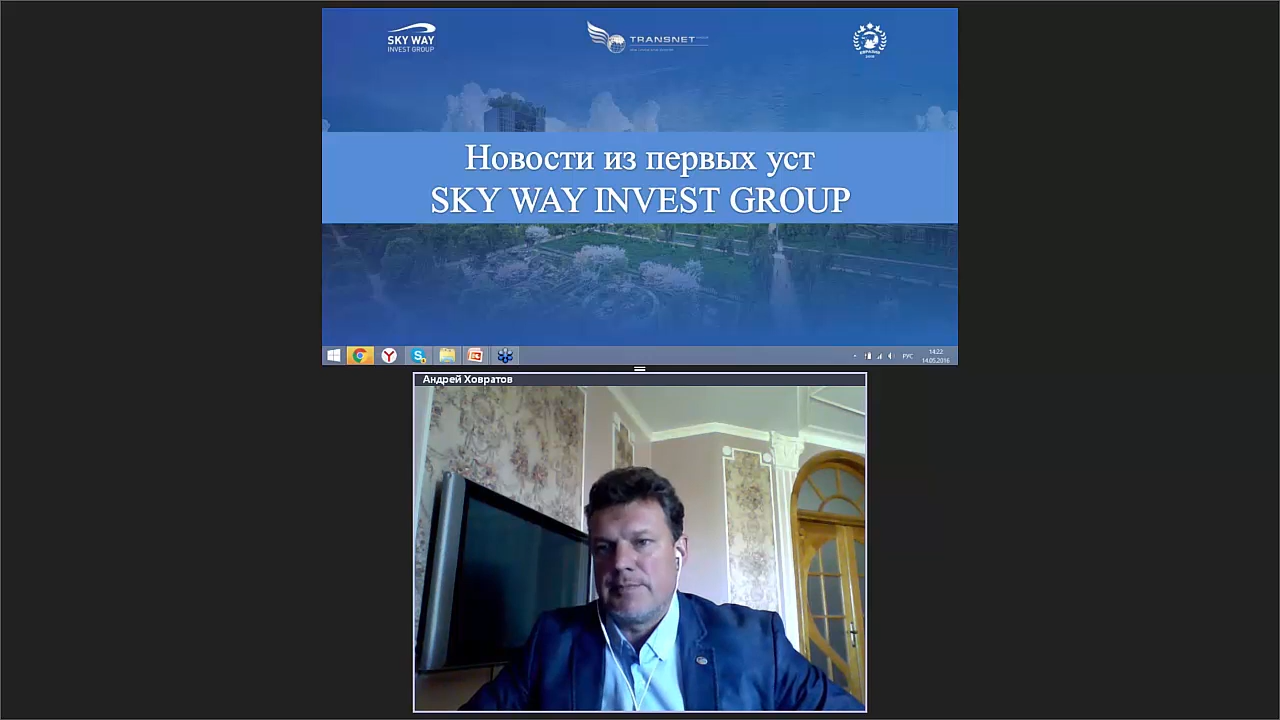 SKY WAY
INVEST GROUP
TRANSNET
ЕВРАЗИЯ
Новости из первых уст
SKY WAY INVEST GROUP
РУС
14:22
14.05.2016
Андрей Ховратов